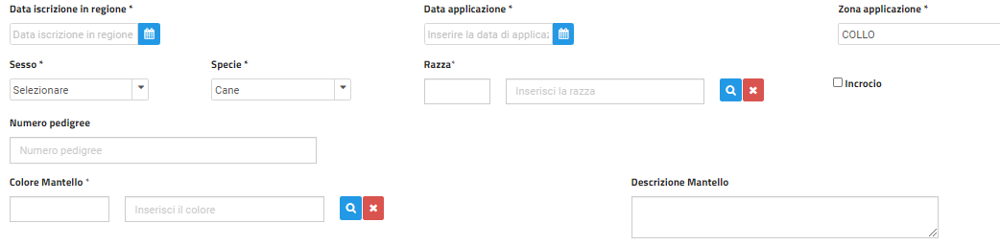 Data iscrizione in regione *
Data applicazione *
Zona applicazione *
Data iscrizione in regione
Inserire la data di applica
COLLO
Sesso *
Specie *
Razza*
Selezionare
Cane
Inserisci la razza
Incrocio
Numero pedigree
Numero pedigree
Colore Mantello *
Descrizione Mantello
Inserisci il colore